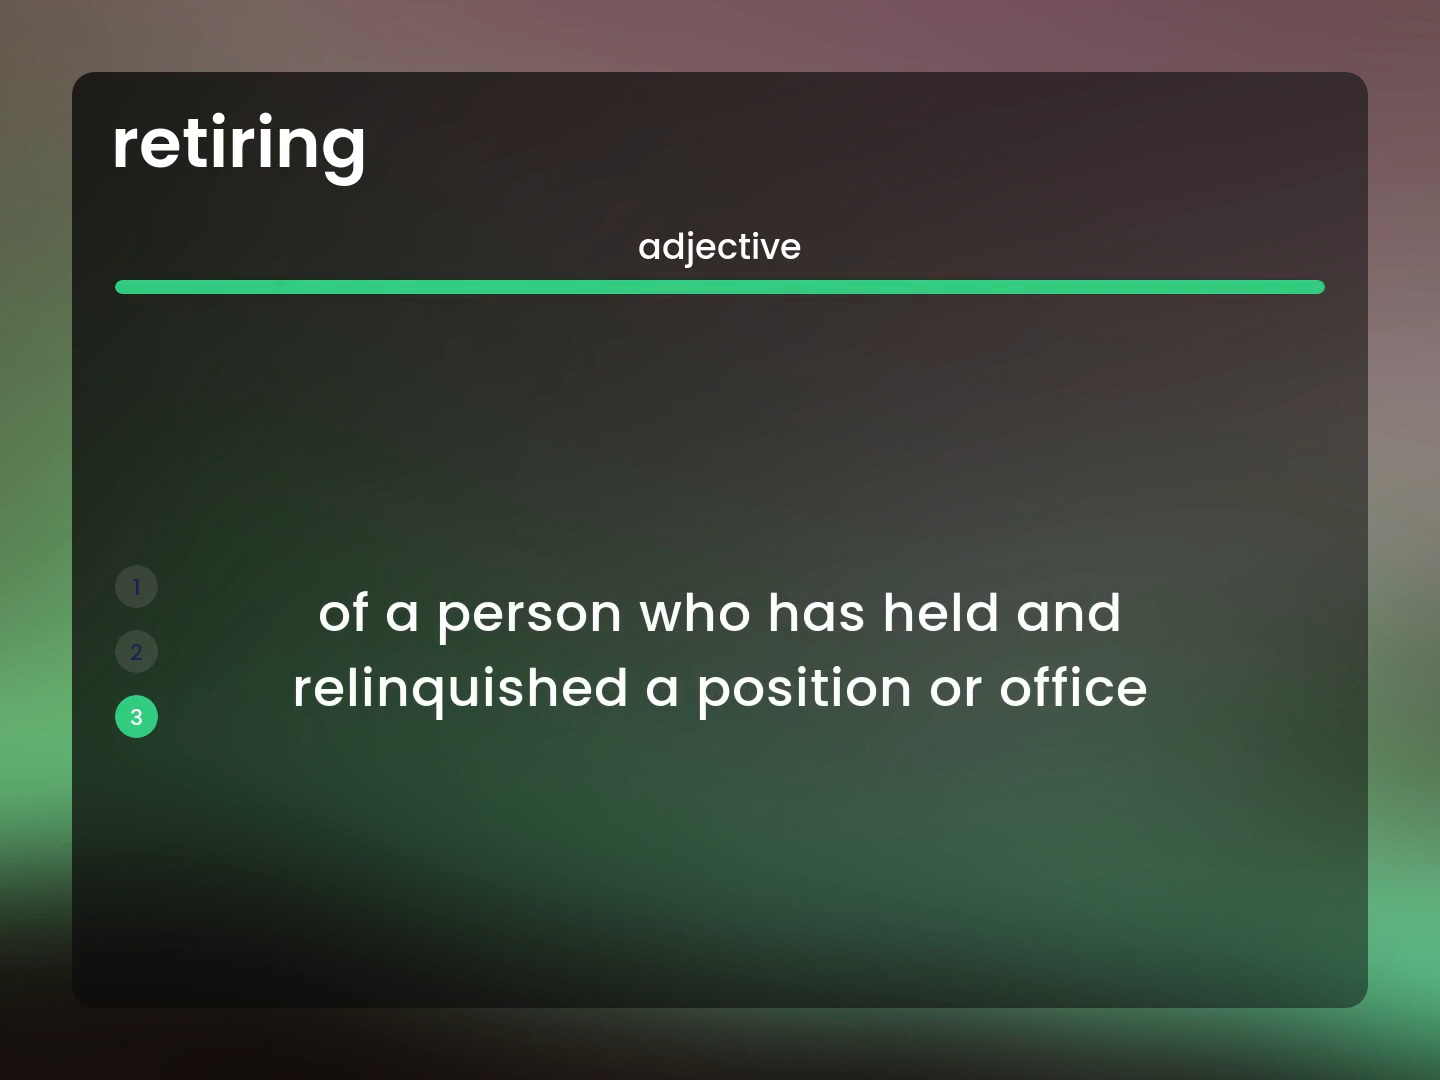 retiring
adjective
1
2
3
of a person who has held and
relinquished a position or office